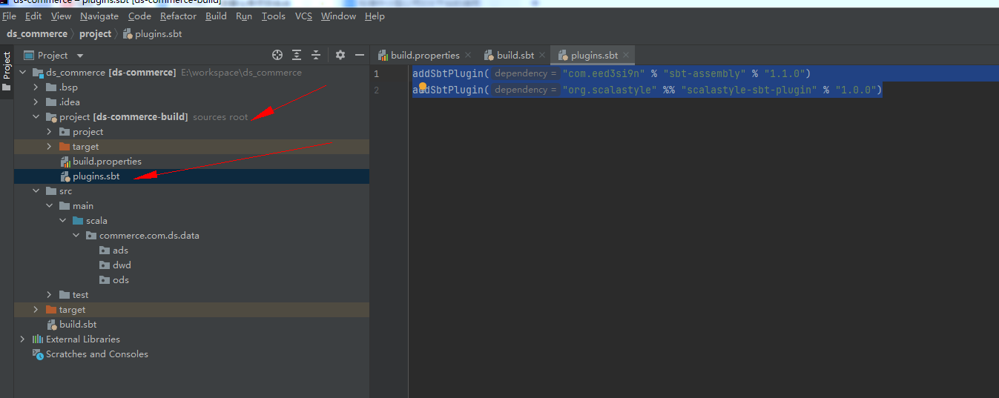 ds-commerce – plugins.sbt [ds-commerce-build]
File Edit View Navigate Code Refactor Build Run Tools VCS Git Window Help
ds_commerce project plugins.sbt
Project
Project
build.properties build.sbt plugins.sbt
ds_commerce [ds-commerce] E:\workspace\ds_commerce
.bsp
.idea
project [ds-commerce-build] sources root
project
target
build.properties
plugins.sbt
src
main
scala
commerce.com.ds.data
ads
dwd
ods
test
target
build.sbt
External Libraries
Scratches and Consoles
1 addSbtPlugin( dependency = "com.eed3si9n" % "sbt-assembly" % "1.1.0")
2 addSbtPlugin( dependency = "org.scalastyle" %% "scalastyle-sbt-plugin" % "1.0.0")